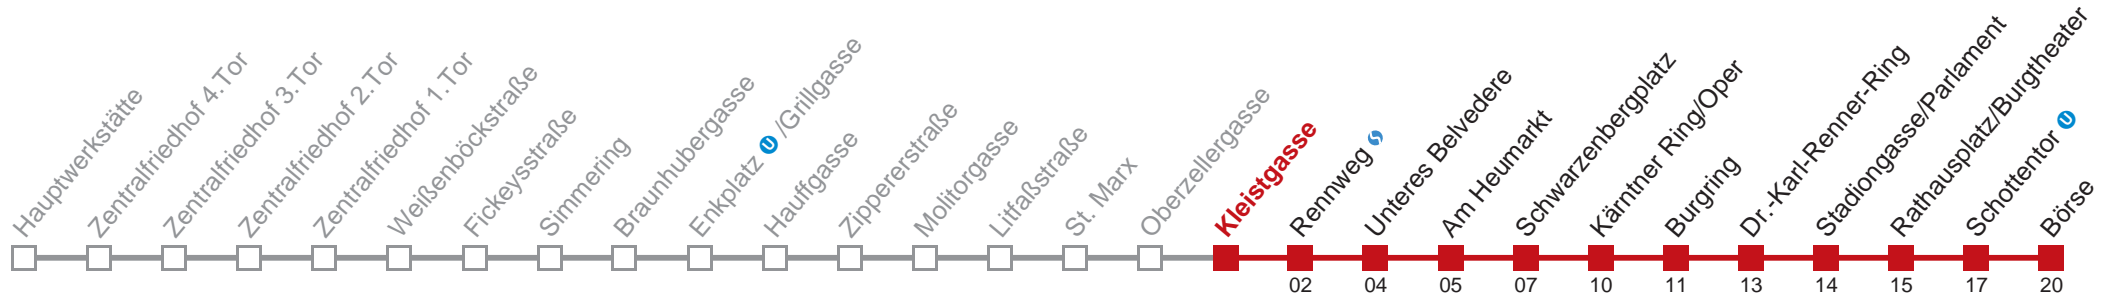 Hauptwerkstätte
Zentralfriedhof 4.Tor
Zentralfriedhof 3.Tor
Zentralfriedhof 2.Tor
Zentralfriedhof 1.Tor
Weißenböckstraße
Fickeysstraße
Simmering
Braunhubergasse
Enkplatz U /Grillgasse
Hauffgasse
Zippererstraße
Molitorgasse
Litfaßstraße
St. Marx
Oberzellergasse
Kleistgasse
Rennweg S
Unteres Belvedere
Am Heumarkt
Schwarzenbergplatz
Kärntner Ring/Oper
Burgring
Dr.-Karl-Renner-Ring
Stadiongasse/Parlament
Rathausplatz/Burgtheater
Schottentor U
Börse
02 04 05 07 10 11 13 14 15 17 20